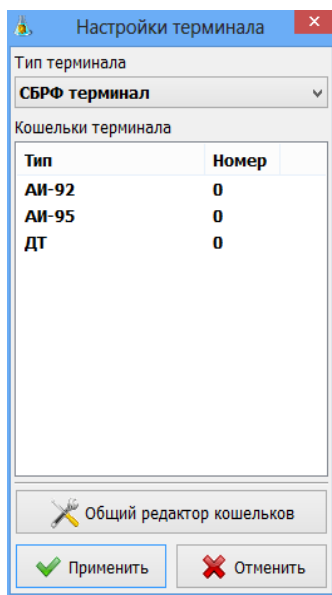 Настройки терминала
Тип терминала
СБРФ терминал
Кошельки терминала
Тип Номер
АИ-92 0
АИ-95 0
ДТ 0
Общий редактор кошельков
Применить Отменить